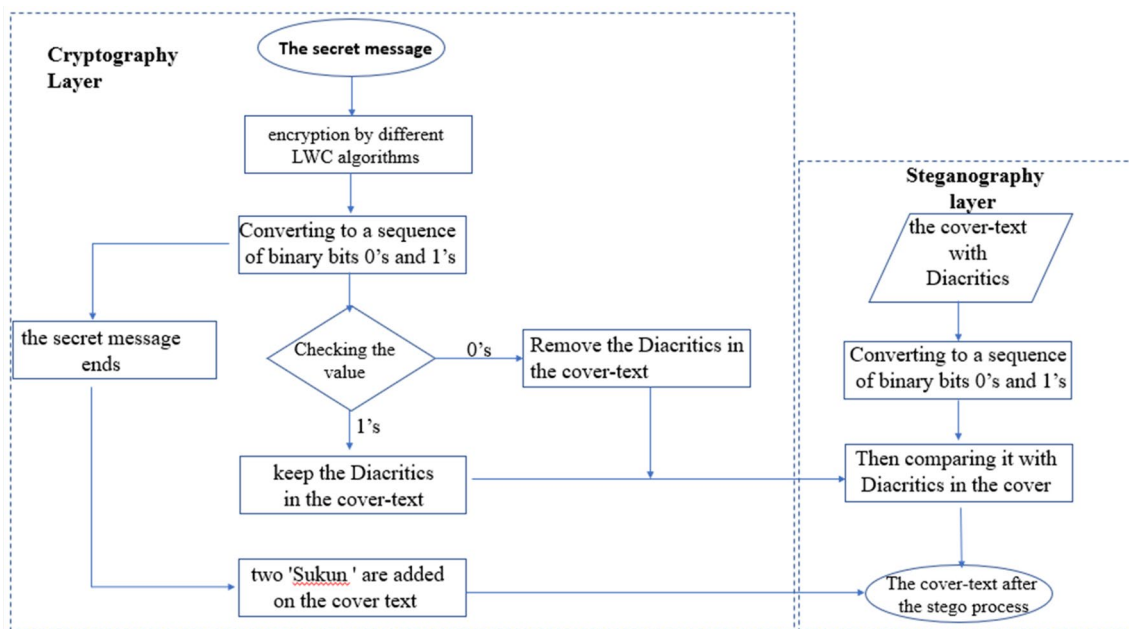 Cryptography
Layer
The secret message
encryption by different
LWC algorithms
Converting to a sequence
of binary bits 0’s and 1’s
the secret message
ends
Checking the
value
0’s
Remove the Diacritics in
the cover-text
1’s
keep the Diacritics
in the cover-text
two 'Sukun ' are added
on the cover text
Steganography
layer
the cover-text
with
Diacritics
Converting to a sequence
of binary bits 0’s and 1’s
Then comparing it with
Diacritics in the cover
The cover-text after
the stego process